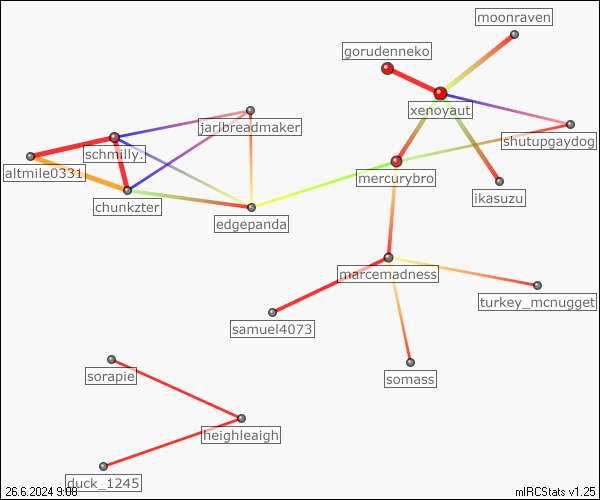 moonraven
gorudenneko
xenoyaut
jarlbreadmaker
shutupgaydog
schmilly.
altmile0331
mercurybro
ikasuzu
chunkzter
edgepanda
marcemadness
turkey_mcnugget
samuel4073
somass
sorapie
heighleaigh
duck_1245
26.6.2024 9:08
mIRCStats v1.25